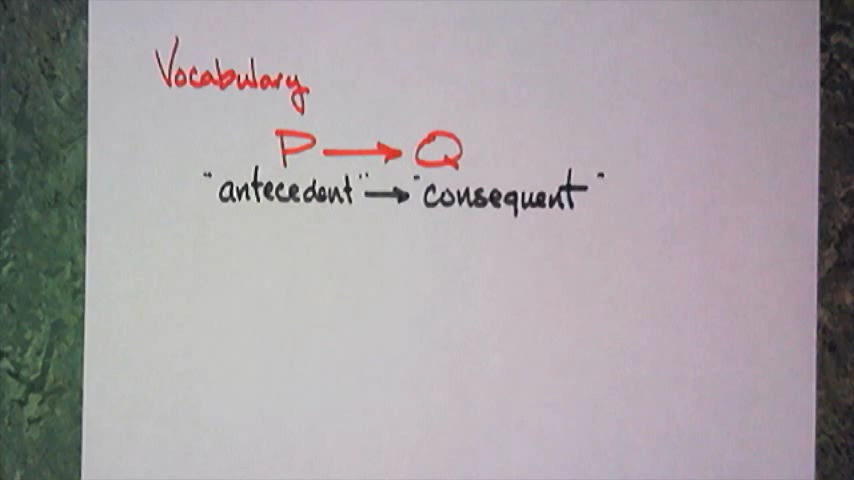 Vocabulary
P → Q
"antecedent" → "consequent"